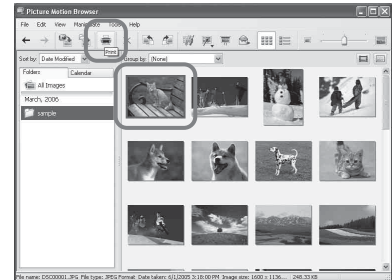 Picture Motion Browser
File Edit View Manipulate Tools Help
Print
Sort by: Date Modified Group by: (None)
Folders Calendar
All Images
March, 2006
sample
File name: DSC00001.JPG File type: JPEG Format Date taken: 6/1/2005 3:18:00 PM Image size: 1600 x 1136.... 248.33 KB